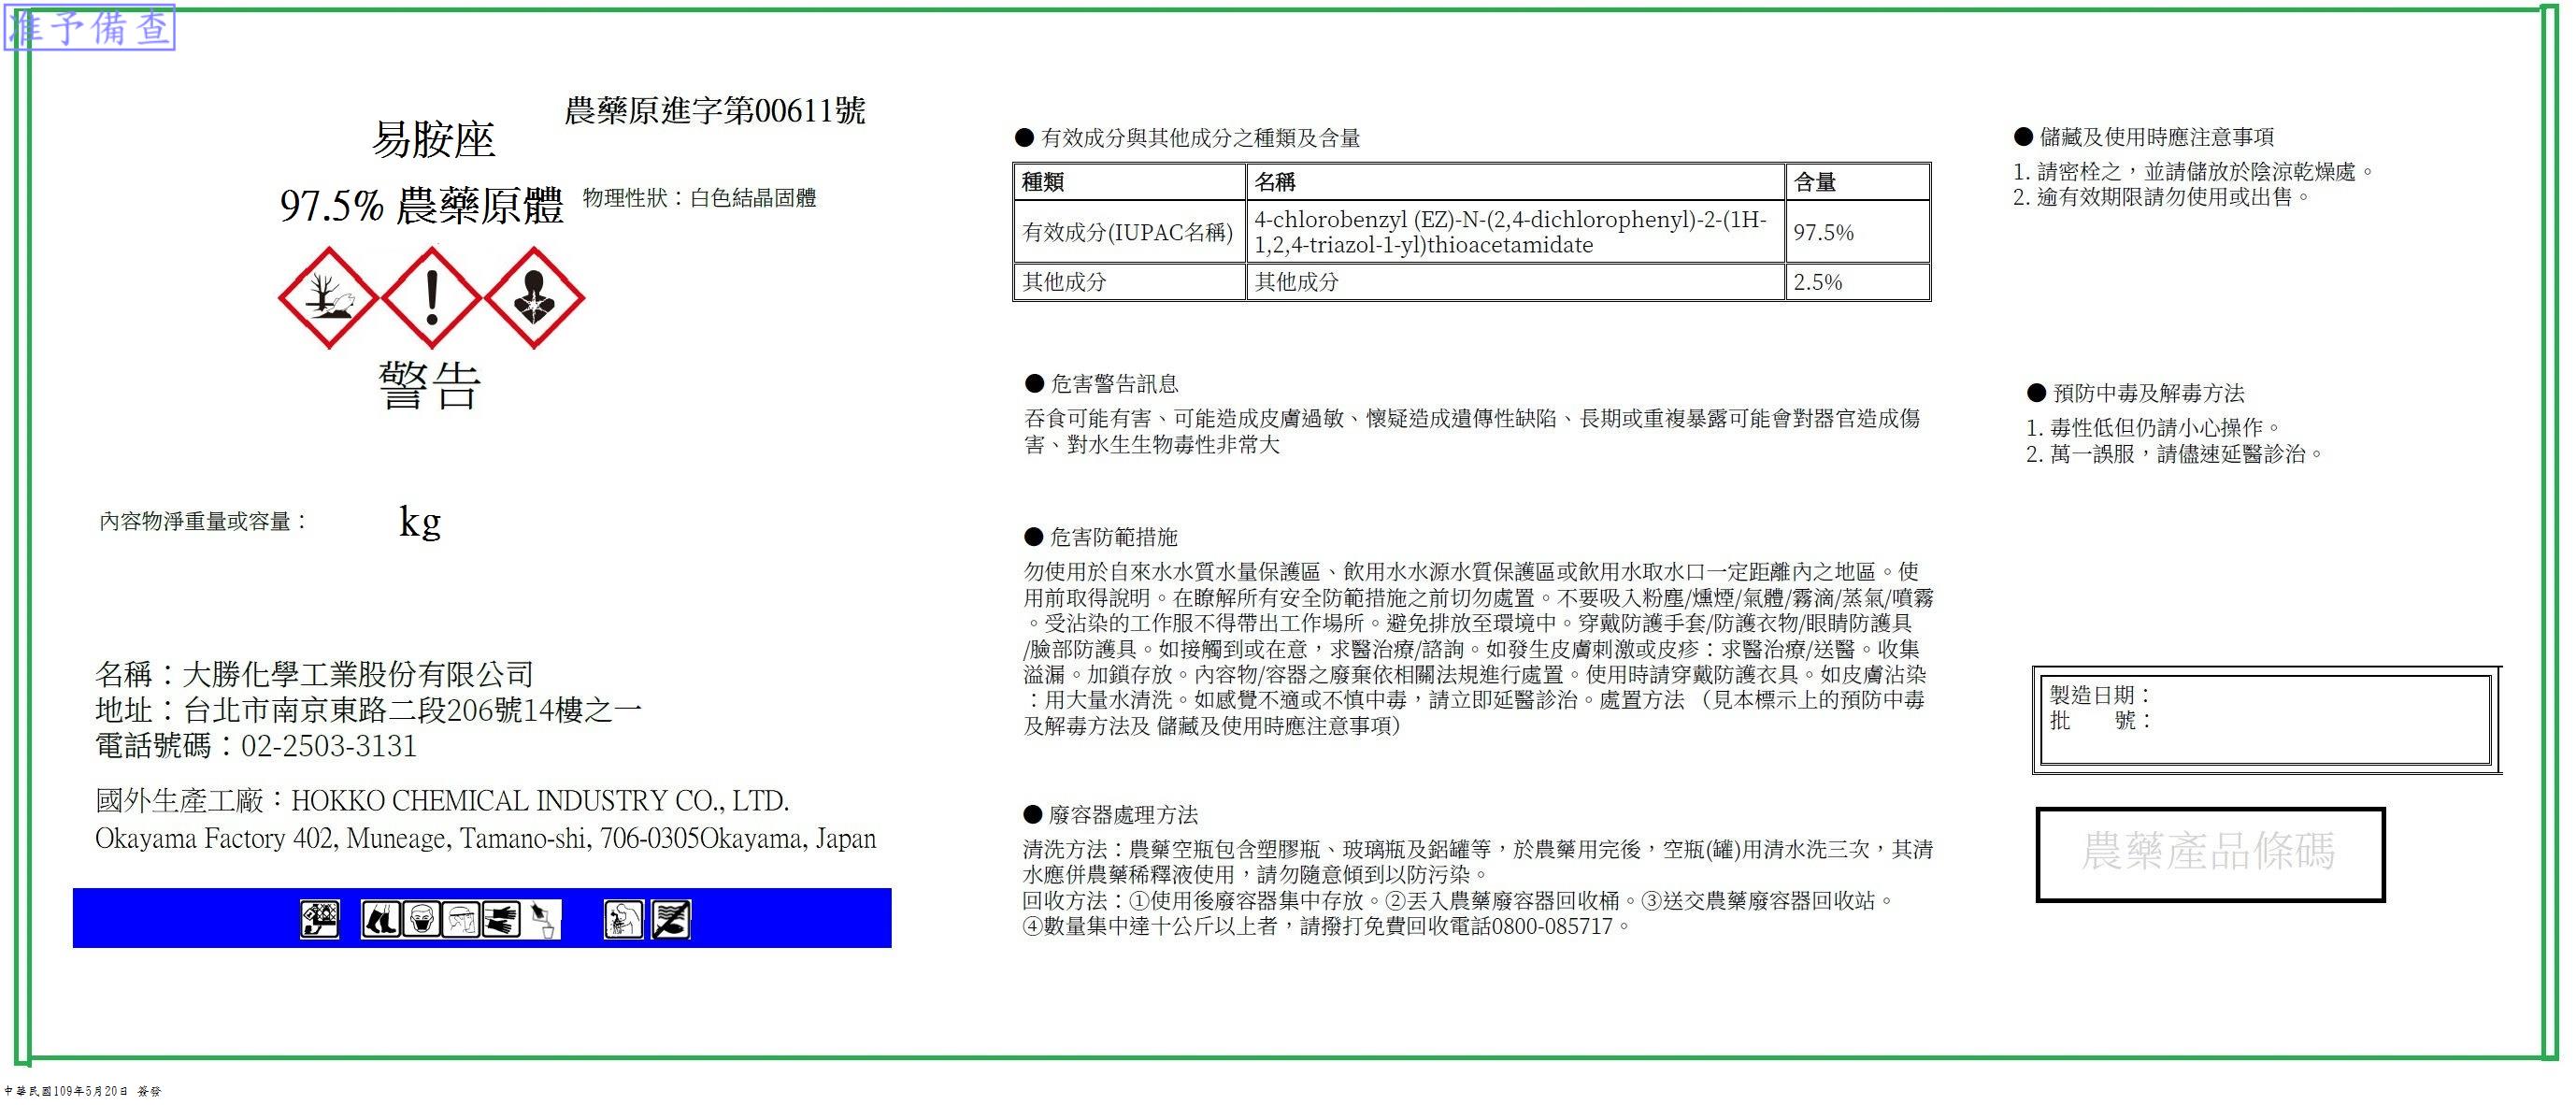 准予備查
農藥原進字第00611號
易胺座
97.5% 農藥原體 物理性狀：白色結晶固體
警告
內容物淨重量或容量： kg
名稱：大勝化學工業股份有限公司
地址：台北市南京東路二段206號14樓之一
電話號碼：02-2503-3131
國外生產工廠：HOKKO CHEMICAL INDUSTRY CO., LTD.
Okayama Factory 402, Muneage, Tamano-shi, 706-0305Okayama, Japan
● 有效成分與其他成分之種類及含量
種類 名稱 含量
有效成分(IUPAC名稱) 4-chlorobenzyl (EZ)-N-(2,4-dichlorophenyl)-2-(1H-
1,2,4-triazol-1-yl)thioacetamidate 97.5%
其他成分 其他成分 2.5%
● 危害警告訊息
吞食可能有害、可能造成皮膚過敏、懷疑造成遺傳性缺陷、長期或重複暴露可能會對器官造成傷
害、對水生生物毒性非常大
● 危害防範措施
勿使用於自來水水質水量保護區、飲用水水源水質保護區或飲用水取水口一定距離內之地區。使
用前取得說明。在瞭解所有安全防範措施之前切勿處置。不要吸入粉塵/燻煙/氣體/霧滴/蒸氣/噴霧
。受沾染的工作服不得帶出工作場所。避免排放至環境中。穿戴防護手套/防護衣物/眼睛防護具
/臉部防護具。如接觸到或在意，求醫治療/諮詢。如發生皮膚刺激或皮疹：求醫治療/送醫。收集
溢漏。加鎖存放。內容物/容器之廢棄依相關法規進行處置。使用時請穿戴防護衣具。如皮膚沾染
：用大量水清洗。如感覺不適或不慎中毒，請立即延醫診治。處置方法 （見本標示上的預防中毒
及解毒方法及 儲藏及使用時應注意事項）
● 廢容器處理方法
清洗方法：農藥空瓶包含塑膠瓶、玻璃瓶及鋁罐等，於農藥用完後，空瓶(罐)用清水洗三次，其清
水應併農藥稀釋液使用，請勿隨意傾到以防污染。
回收方法：①使用後廢容器集中存放。②丟入農藥廢容器回收桶。③送交農藥廢容器回收站。
④數量集中達十公斤以上者，請撥打免費回收電話0800-085717。
● 儲藏及使用時應注意事項
1. 請密栓之，並請儲放於陰涼乾燥處。
2. 逾有效期限請勿使用或出售。
● 預防中毒及解毒方法
1. 毒性低但仍請小心操作。
2. 萬一誤服，請儘速延醫診治。
製造日期：
批 號：
農藥產品條碼
中華民國109年5月20日 簽發